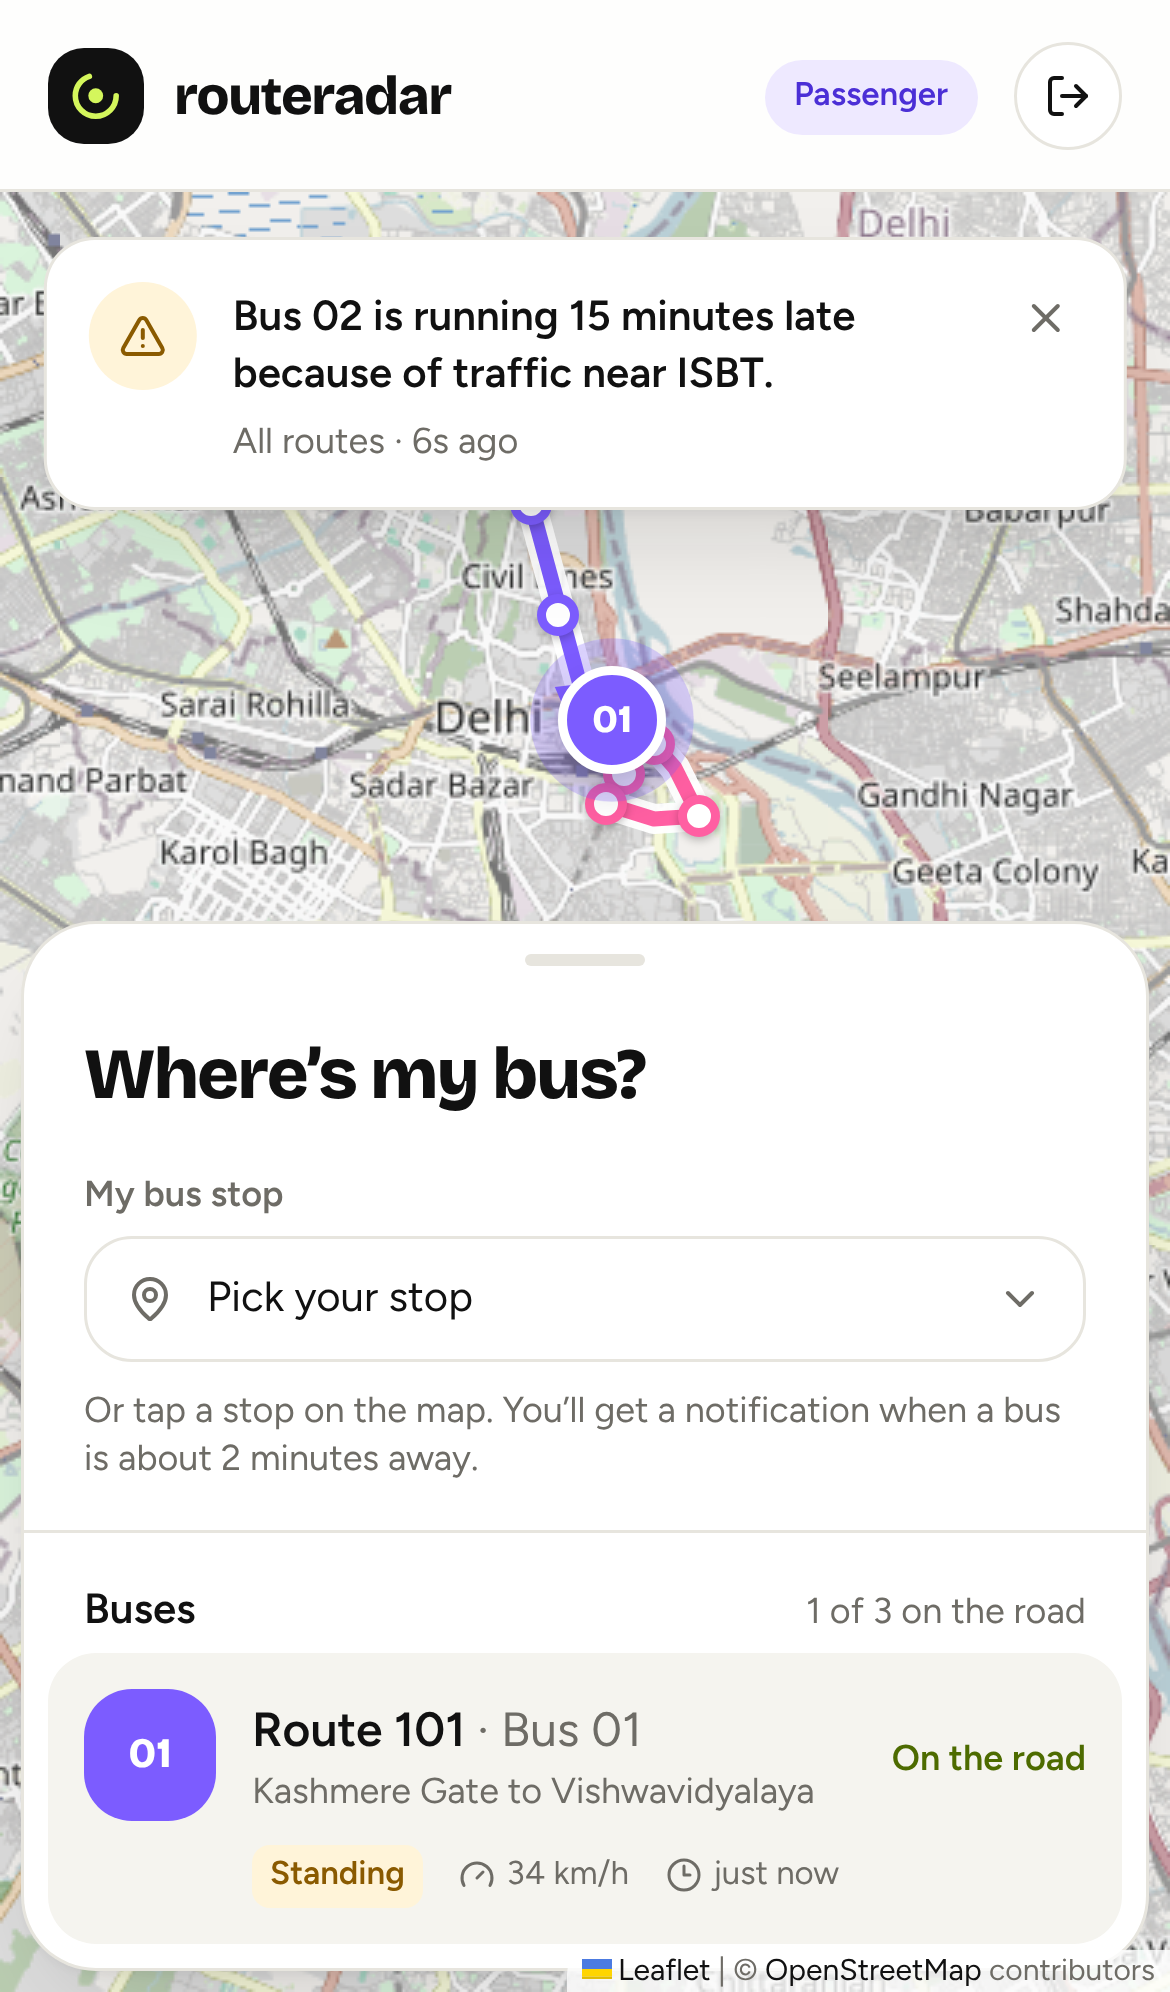 routeradar
Passenger
Delhi
Bus 02 is running 15 minutes late
because of traffic near ISBT.
All routes · 6s ago
Babarpur
Civil
Shahda
Seelampur
Sarai Rohilla
Delhi
01
nand Parbat
Sadar Bazar
Gandhi Nagar
Karol Bagh
Geeta Colony
Ka
Where's my bus?
My bus stop
Pick your stop
Or tap a stop on the map. You'll get a notification when a bus
is about 2 minutes away.
Buses
1 of 3 on the road
01
Route 101 · Bus 01
On the road
Kashmere Gate to Vishwavidyalaya
Standing
34 km/h
just now
Leaflet | © OpenStreetMap contributors